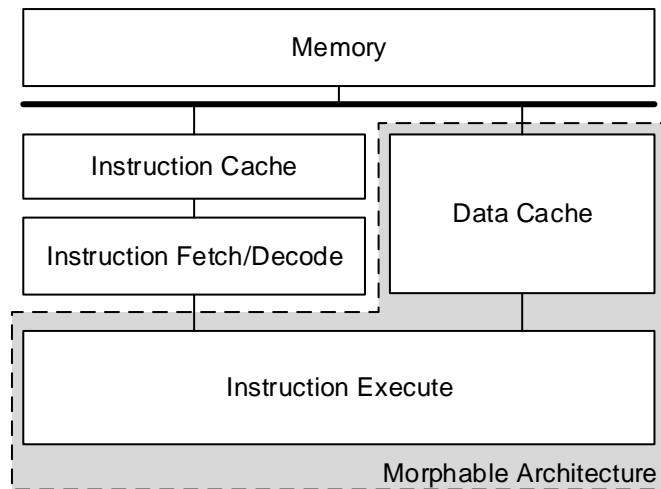 Memory
Instruction Cache
Data Cache
Instruction Fetch/Decode
Instruction Execute
Morphable Architecture